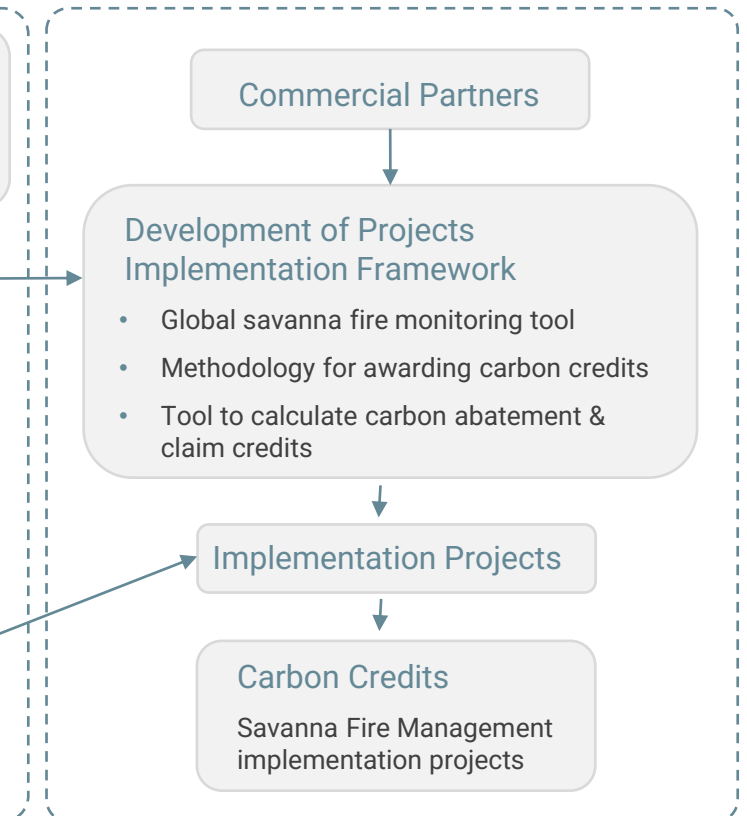 Commercial Partners
Development of Projects
Implementation Framework
• Global savanna fire monitoring tool
• Methodology for awarding carbon credits
• Tool to calculate carbon abatement &
claim credits
Implementation Projects
Carbon Credits
Savanna Fire Management
implementation projects